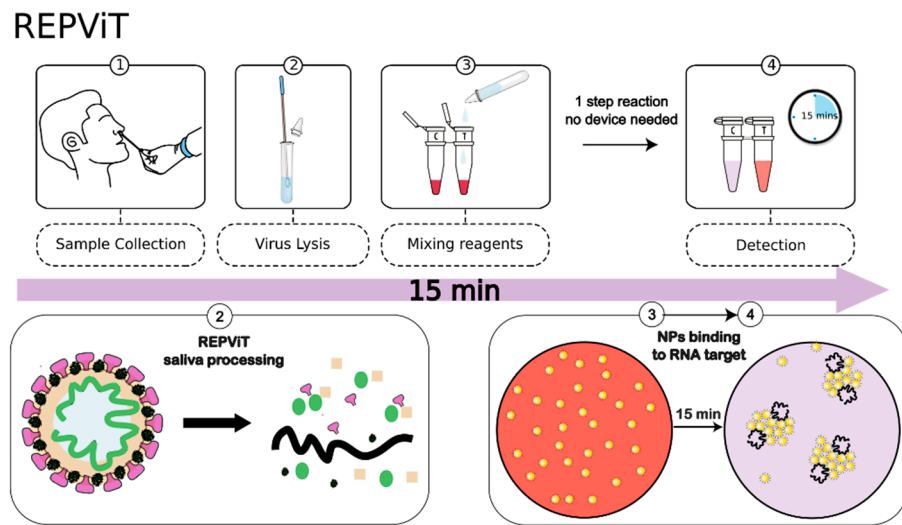 REPViT
1
2
3
4
C T
1 step reaction
no device needed
C T
15 mins
Sample Collection
Virus Lysis
Mixing reagents
Detection
15 min
2
REPViT
saliva processing
3
4
NPs binding
to RNA target
15 min